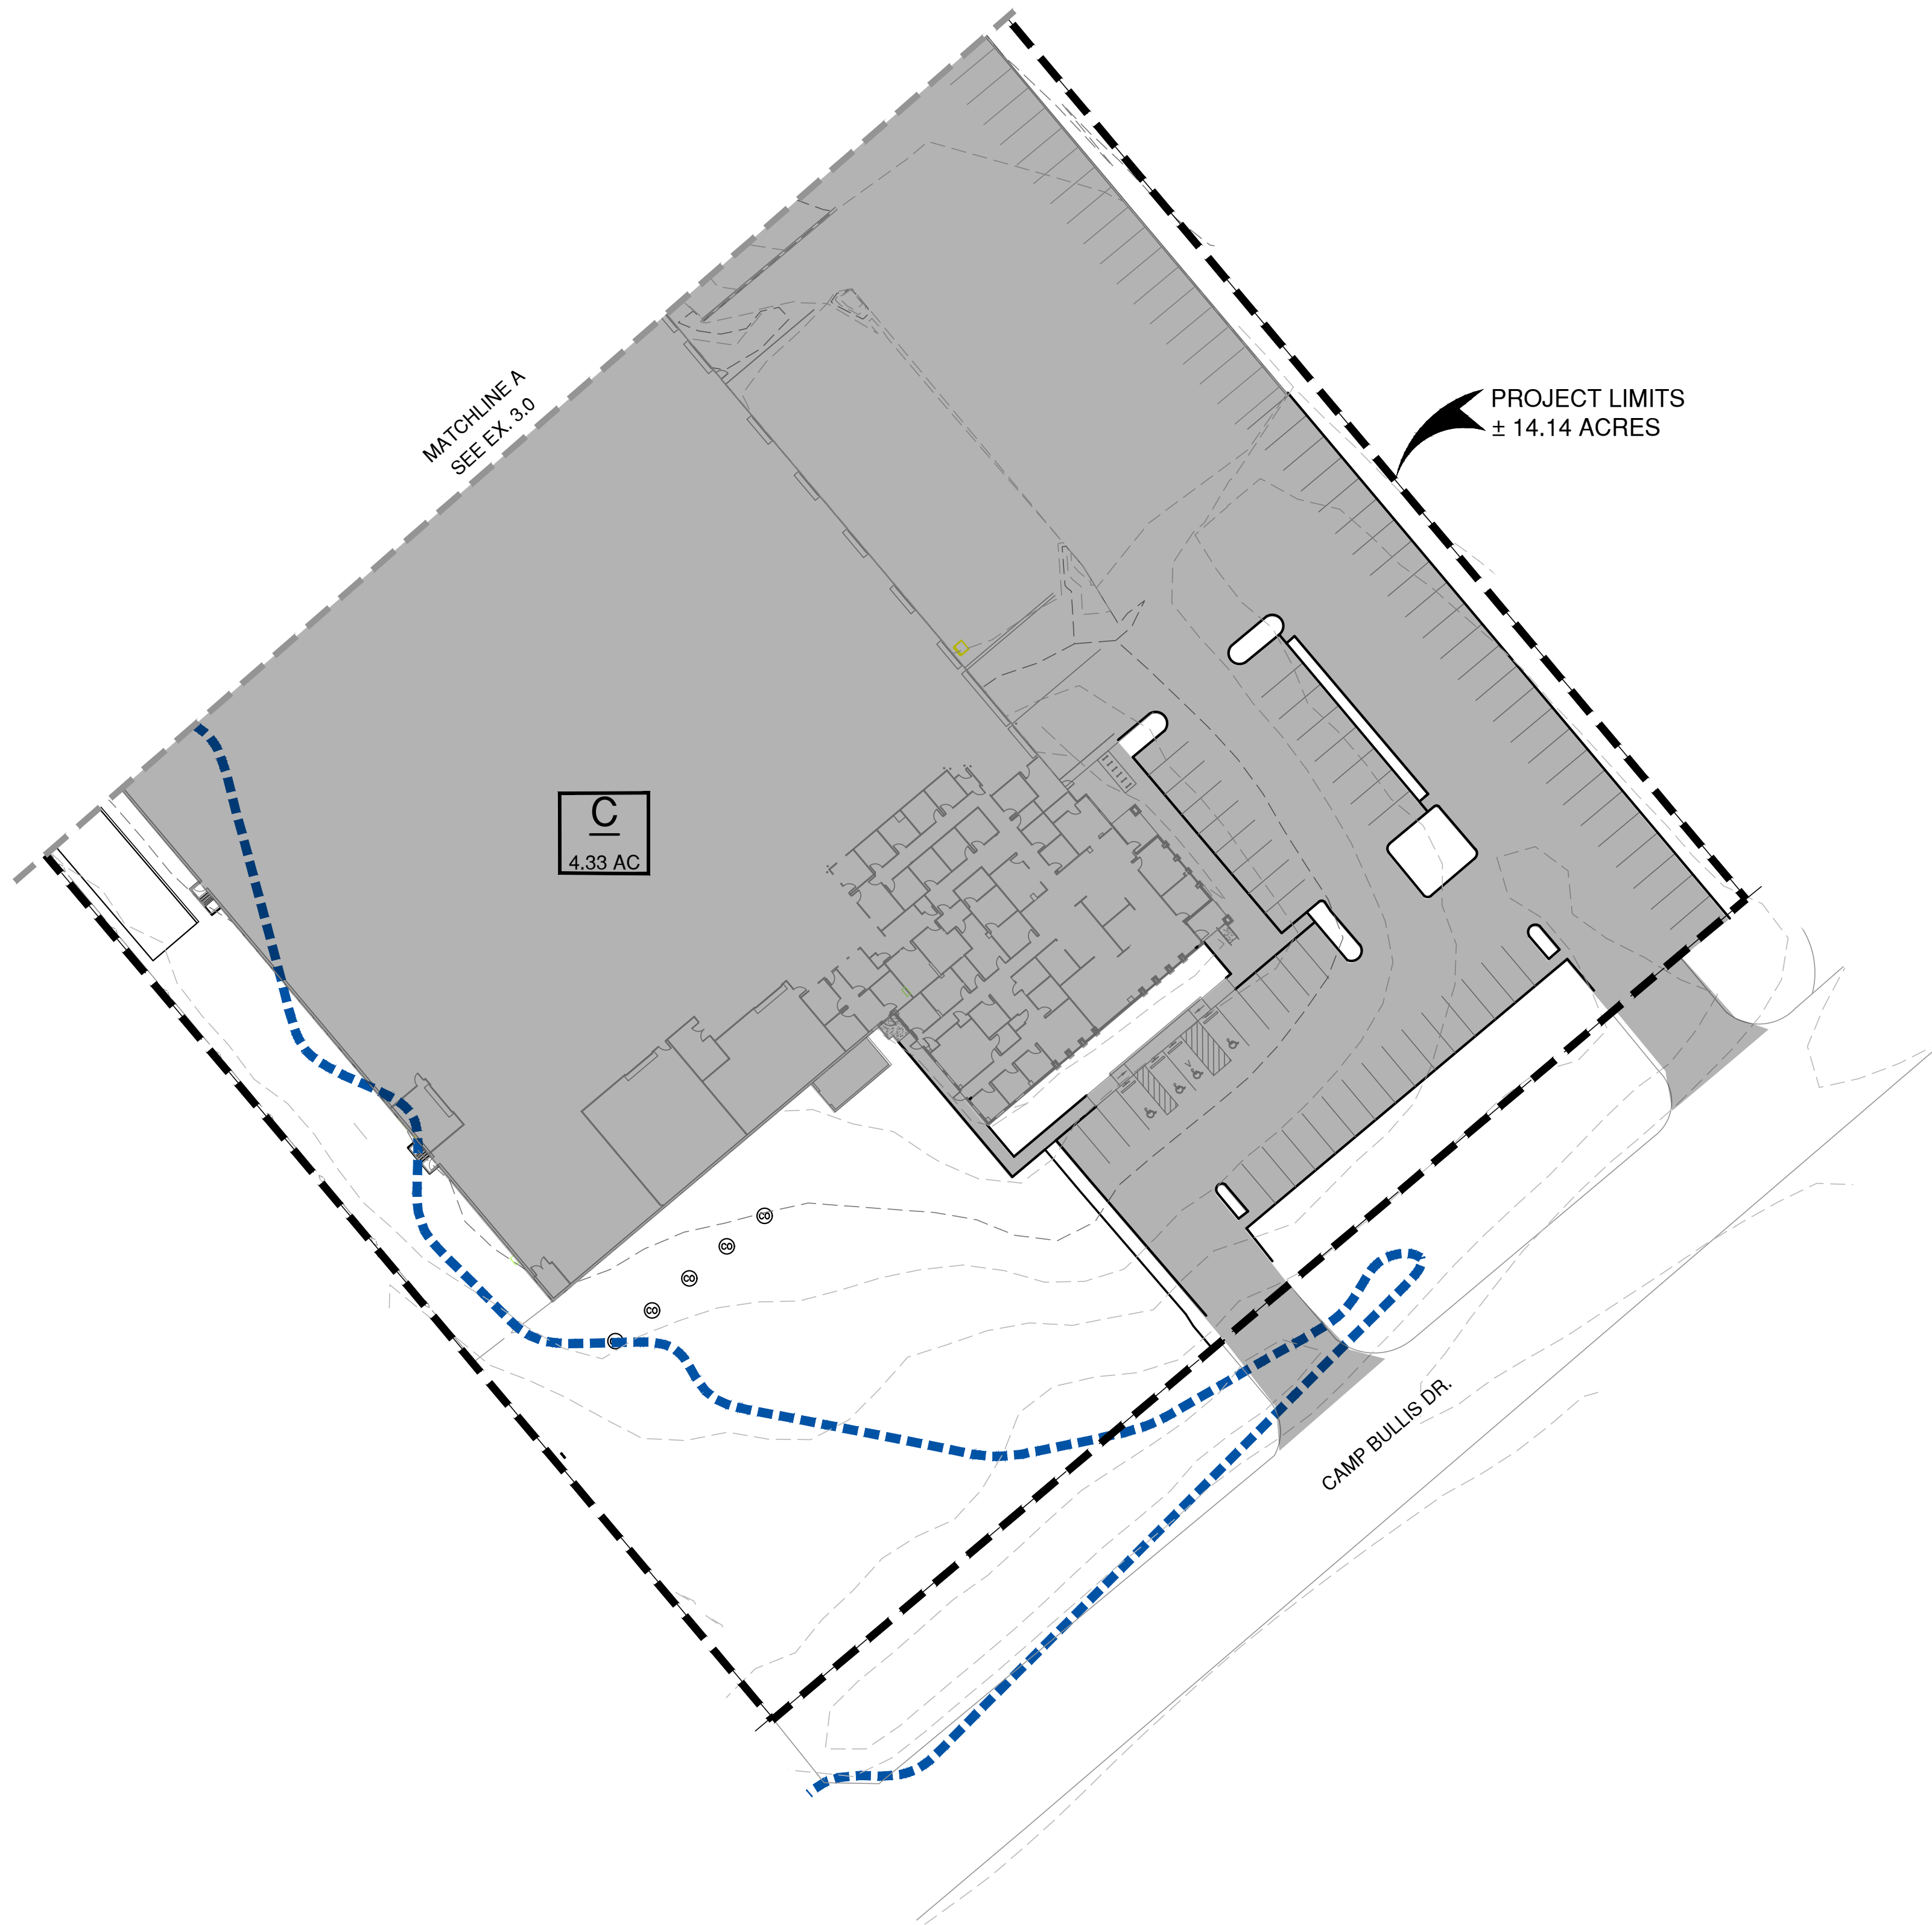 MATCHLINE A
SEE EX. 3.0
PROJECT LIMITS
± 14.14 ACRES
C
4.33 AC
CO
CO
CO
CO
CO
CAMP BULLIS DR.